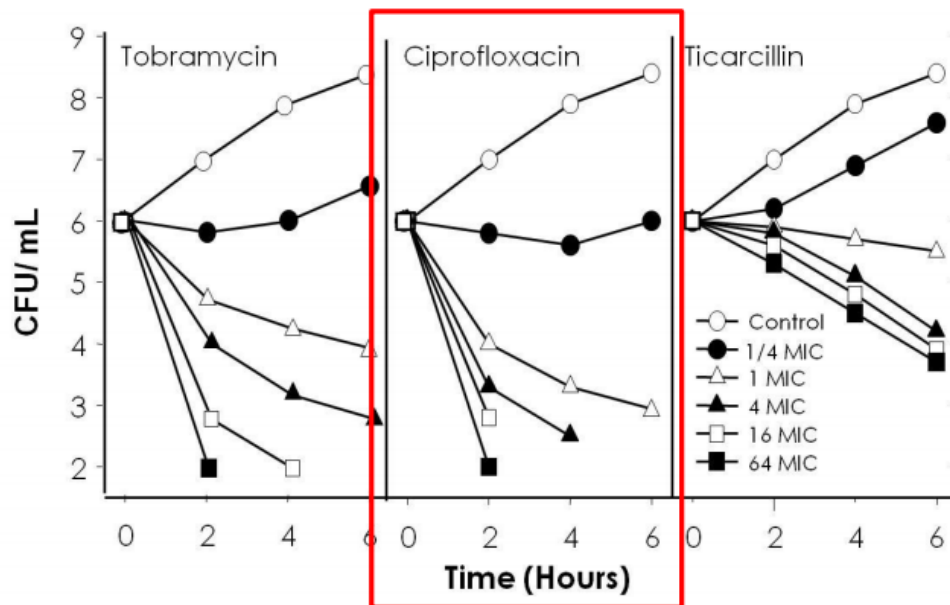 9
8
7
6
5
4
3
2
CFU/ mL
Tobramycin
Ciprofloxacin
Ticarcillin
Control
1/4 MIC
1 MIC
4 MIC
16 MIC
64 MIC
0 2 4 6 0 2 4 6 0 2 4 6
Time (Hours)